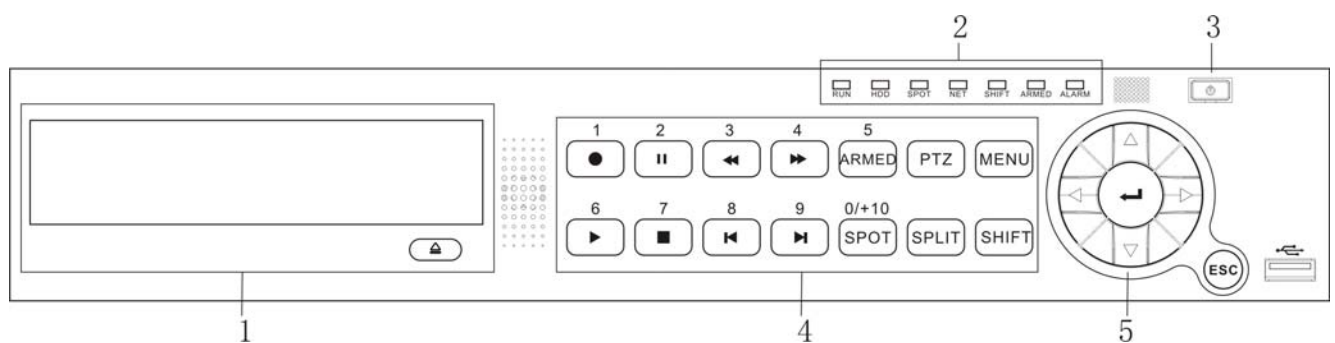 2 3
RUN HDD SPOT NET SHIFT ARMED ALARM
1 2 3 4 5
ARMED PTZ MENU
6 7 8 9 0/+10
SPOT SPLIT SHIFT
ESC
1 4 5